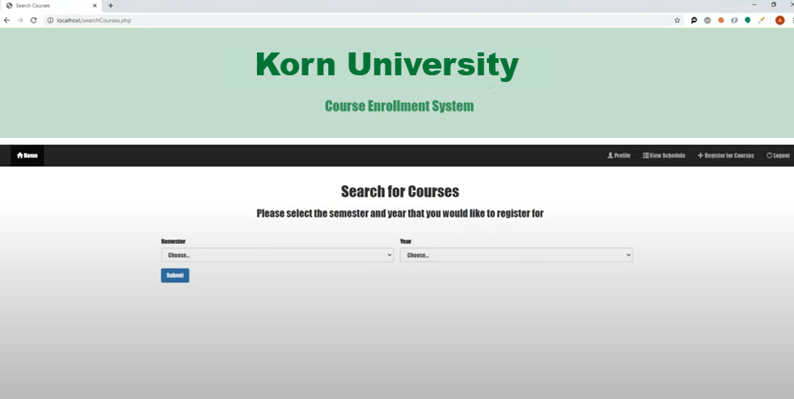 Search Courses
localhost/searchCourses.php
Korn University
Course Enrollment System
Home Profile View Schedule Register for Courses Logout
Search for Courses
Please select the semester and year that you would like to register for
Semester Year
Choose... Choose...
Submit